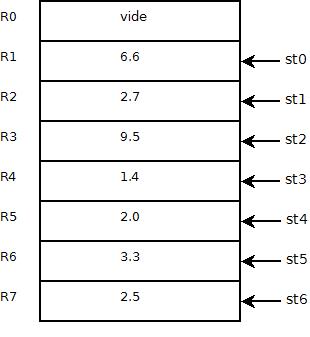 R0 vide
R1 6.6 st0
R2 2.7 st1
R3 9.5 st2
R4 1.4 st3
R5 2.0 st4
R6 3.3 st5
R7 2.5 st6